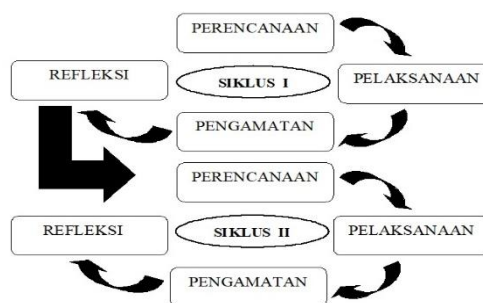 PERENCANAAN
REFLEKSI
SIKLUS I
PELAKSANAAN
PENGAMATAN
PERENCANAAN
REFLEKSI
SIKLUS II
PELAKSANAAN
PENGAMATAN